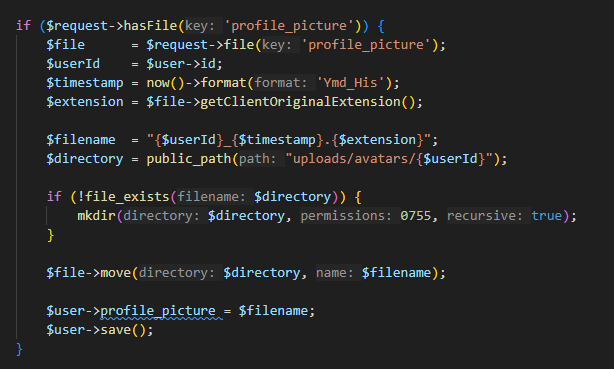 if ($request->hasFile(key: 'profile_picture')) {
    $file      = $request->file(key: 'profile_picture');
    $userId    = $user->id;
    $timestamp = now()->format(format: 'Ymd_His');
    $extension = $file->getClientOriginalExtension();

    $filename  = "{$userId}_{$timestamp}.{$extension}";
    $directory = public_path(path: "uploads/avatars/{$userId}");

    if (!file_exists(filename: $directory)) {
        mkdir(directory: $directory, permissions: 0755, recursive: true);
    }

    $file->move(directory: $directory, name: $filename);

    $user->profile_picture = $filename;
    $user->save();
}